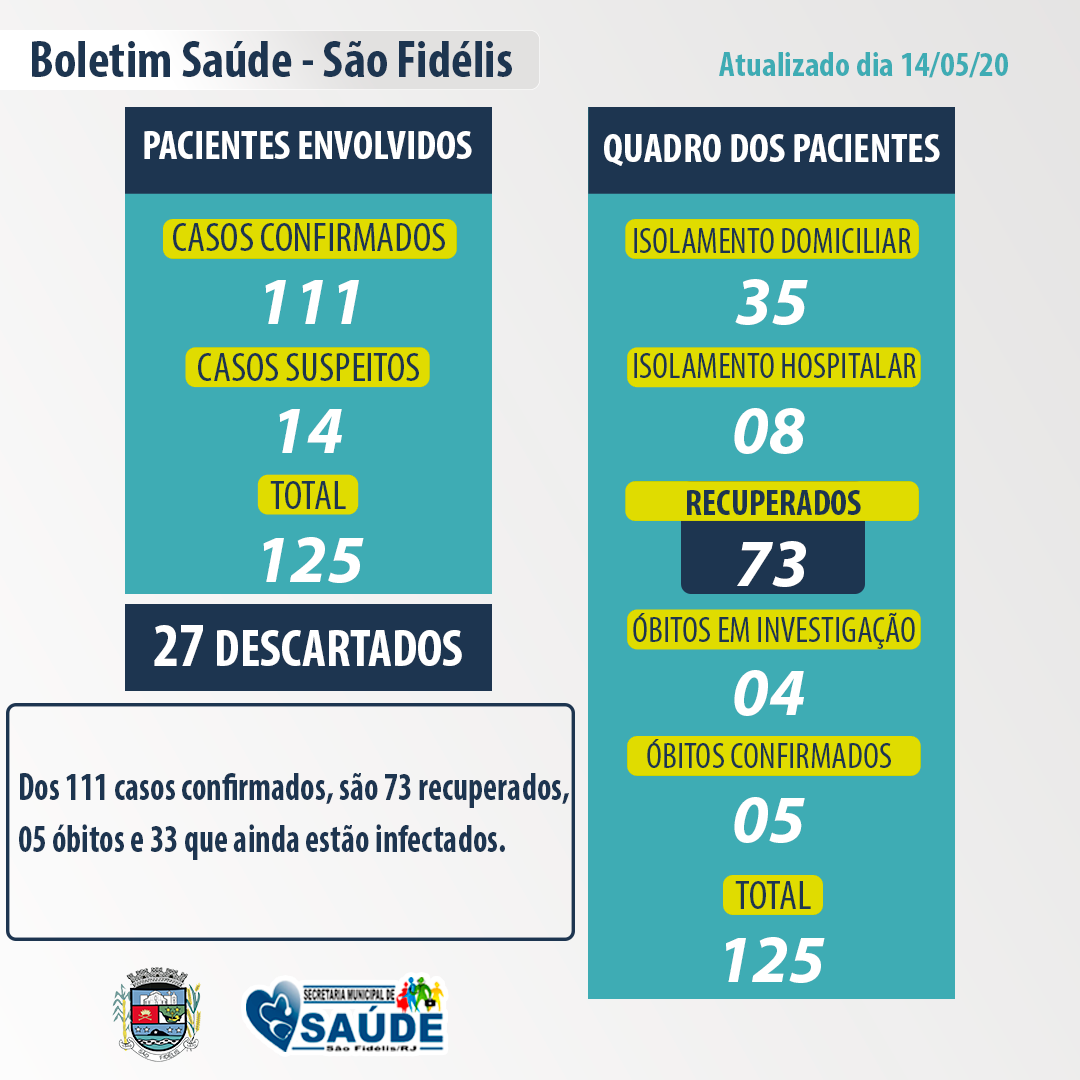 Boletim Saúde - São Fidélis
Atualizado dia 14/05/20
PACIENTES ENVOLVIDOS
CASOS CONFIRMADOS
111
CASOS SUSPEITOS
14
TOTAL
125
27 DESCARTADOS
Dos 111 casos confirmados, são 73 recuperados,
05 óbitos e 33 que ainda estão infectados.
QUADRO DOS PACIENTES
ISOLAMENTO DOMICILIAR
35
ISOLAMENTO HOSPITALAR
08
RECUPERADOS
73
ÓBITOS EM INVESTIGAÇÃO
04
ÓBITOS CONFIRMADOS
05
TOTAL
125
SÃO FIDÉLIS
SECRETARIA MUNICIPAL DE
SAÚDE
São Fidélis/RJ